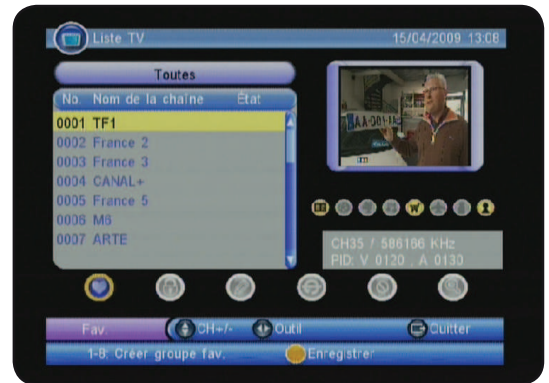 Liste TV
15/04/2009 13:08
Toutes
No. Nom de la chaîne État
0001 TF1
0002 France 2
0003 France 3
0004 CANAL+
0005 France 5
0006 M6
0007 ARTE
AA-001-A
CH35 / 586166 KHz
PID: V 0120 , A 0130
Fav. CH+/- Outil Quitter
1-8: Créer groupe fav. Enregistrer